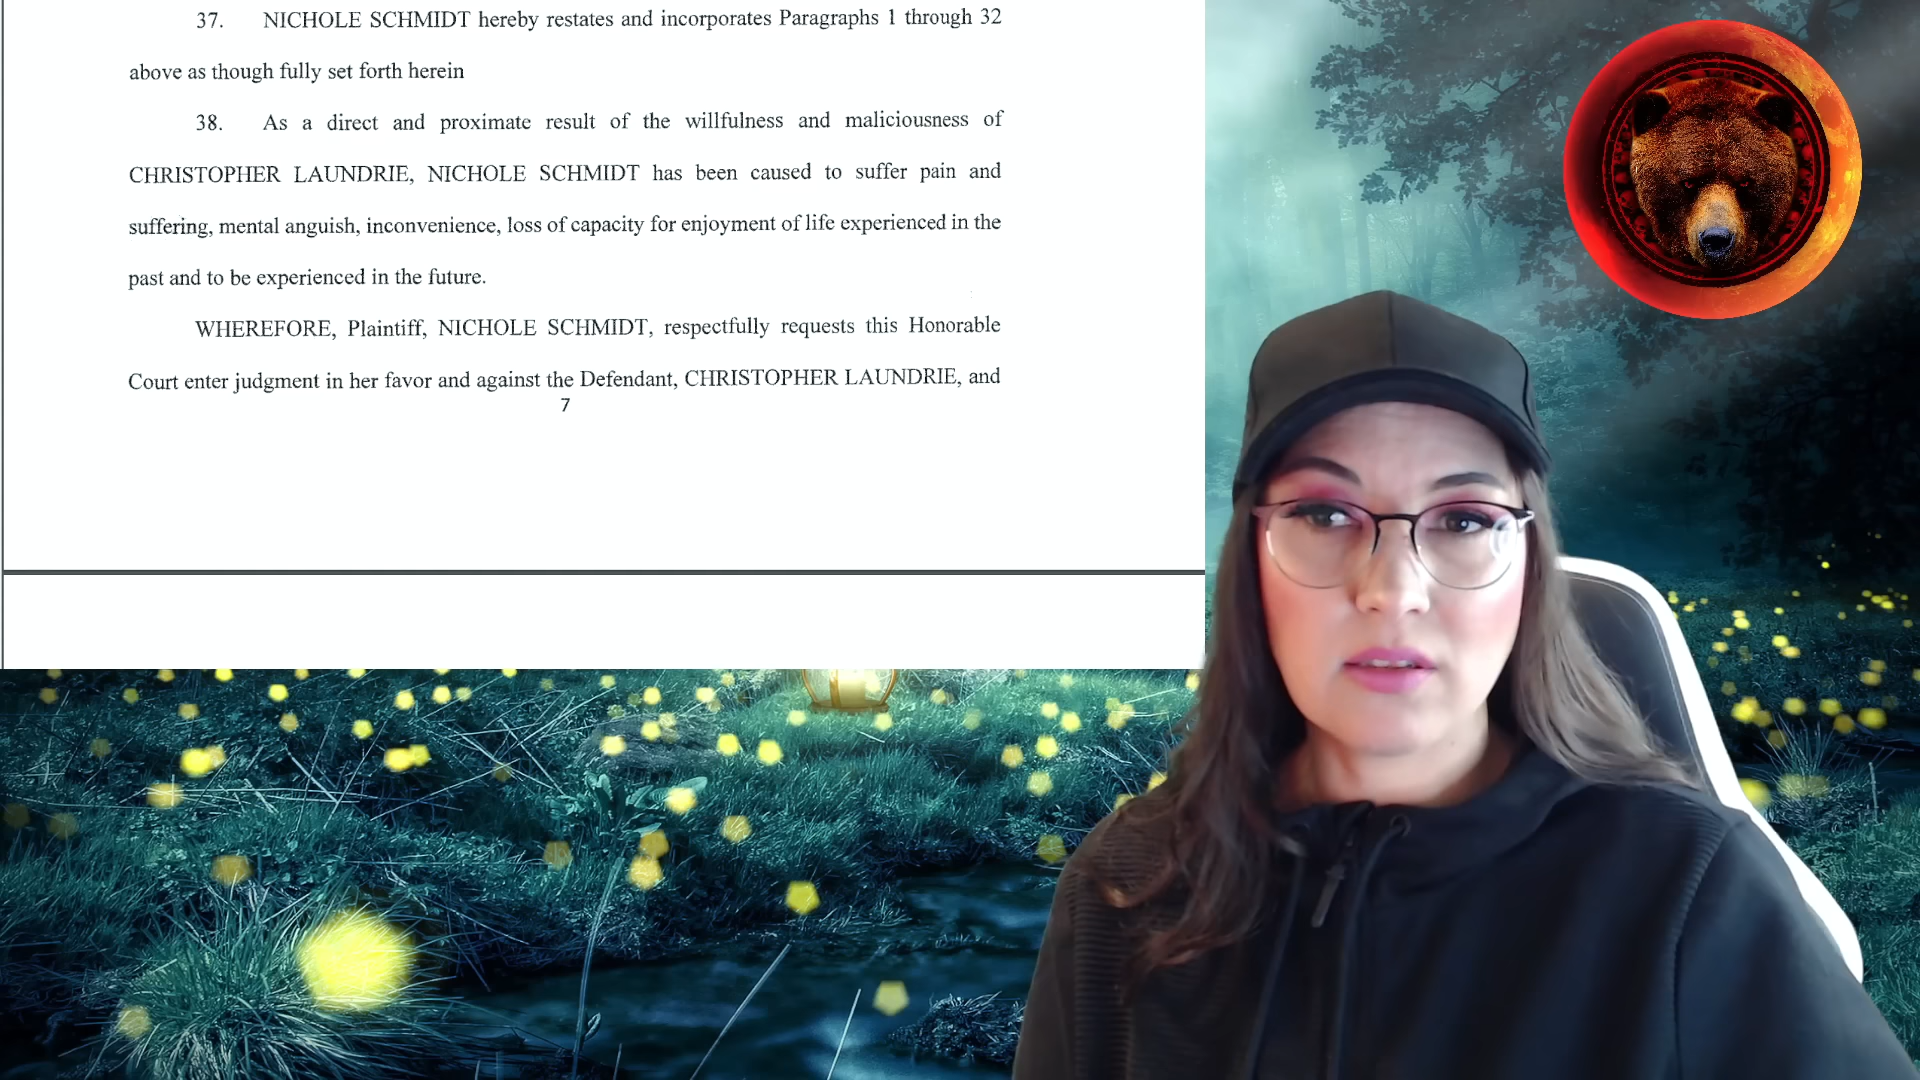 37. NICHOLE SCHMIDT hereby restates and incorporates Paragraphs 1 through 32
above as though fully set forth herein
38. As a direct and proximate result of the willfulness and maliciousness of
CHRISTOPHER LAUNDRIE, NICHOLE SCHMIDT has been caused to suffer pain and
suffering, mental anguish, inconvenience, loss of capacity for enjoyment of life experienced in the
past and to be experienced in the future.
WHEREFORE, Plaintiff, NICHOLE SCHMIDT, respectfully requests this Honorable
Court enter judgment in her favor and against the Defendant, CHRISTOPHER LAUNDRIE, and
7